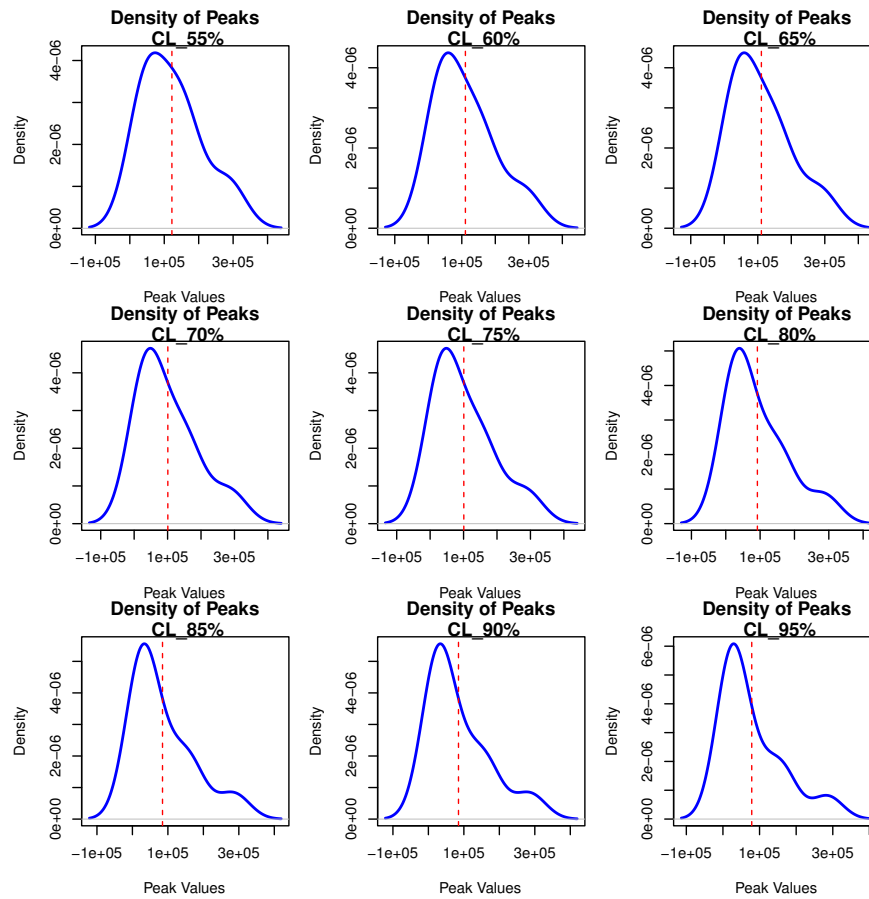 Density of Peaks
CL_55%
Density
0e+00
2e−06
4e−06
−1e+05
1e+05
3e+05
Peak Values
Density of Peaks
CL_60%
Density
0e+00
2e−06
4e−06
−1e+05
1e+05
3e+05
Peak Values
Density of Peaks
CL_65%
Density
0e+00
2e−06
4e−06
−1e+05
1e+05
3e+05
Peak Values
Density of Peaks
CL_70%
Density
0e+00
2e−06
4e−06
−1e+05
1e+05
3e+05
Peak Values
Density of Peaks
CL_75%
Density
0e+00
2e−06
4e−06
−1e+05
1e+05
3e+05
Peak Values
Density of Peaks
CL_80%
Density
0e+00
2e−06
4e−06
−1e+05
1e+05
3e+05
Peak Values
Density of Peaks
CL_85%
Density
0e+00
2e−06
4e−06
−1e+05
1e+05
3e+05
Peak Values
Density of Peaks
CL_90%
Density
0e+00
2e−06
4e−06
−1e+05
1e+05
3e+05
Peak Values
Density of Peaks
CL_95%
Density
0e+00
2e−06
4e−06
6e−06
−1e+05
1e+05
3e+05
Peak Values